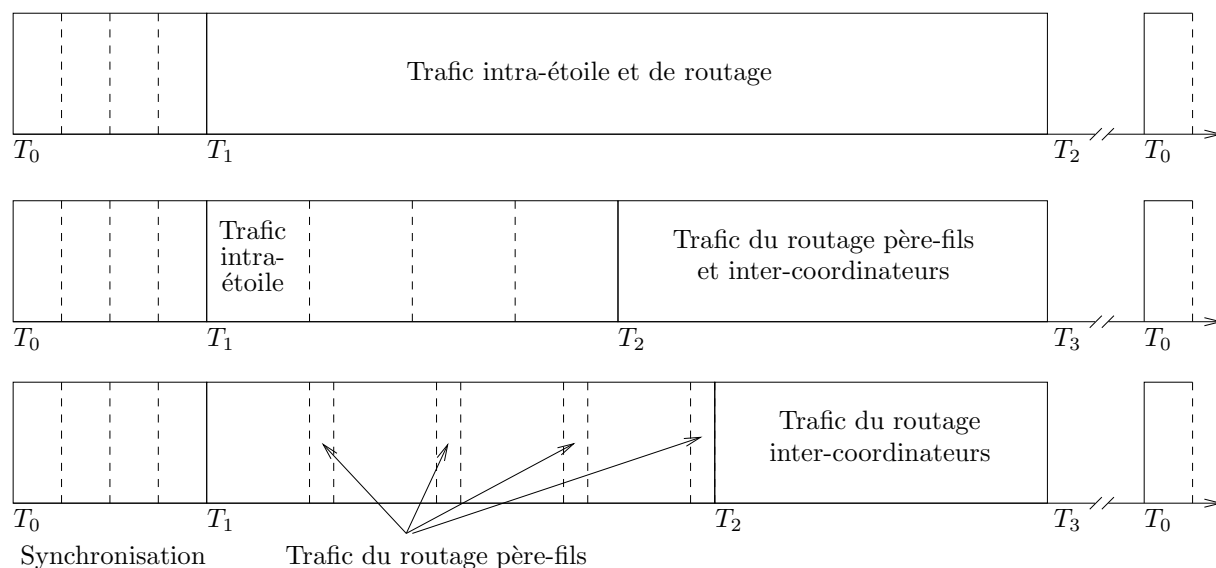 Trafic intra-étoile et de routage
T0 T1 T2 T0
Trafic
intra-
étoile
Trafic du routage père-fils
et inter-coordinateurs
T0 T1 T2 T3 T0
Trafic du routage
inter-coordinateurs
T0 T1 T2 T3 T0
Synchronisation Trafic du routage père-fils